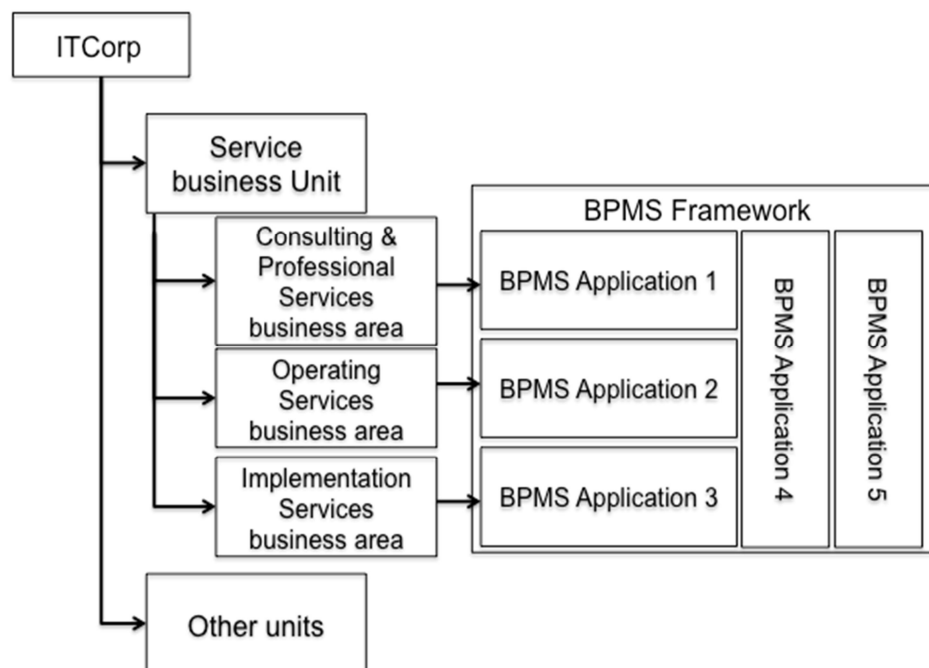 ITCorp
Service
business Unit
Consulting &
Professional
Services
business area
Operating
Services
business area
Implementation
Services
business area
Other units
BPMS Framework
BPMS Application 1
BPMS Application 2
BPMS Application 3
BPMS Application 4
BPMS Application 5